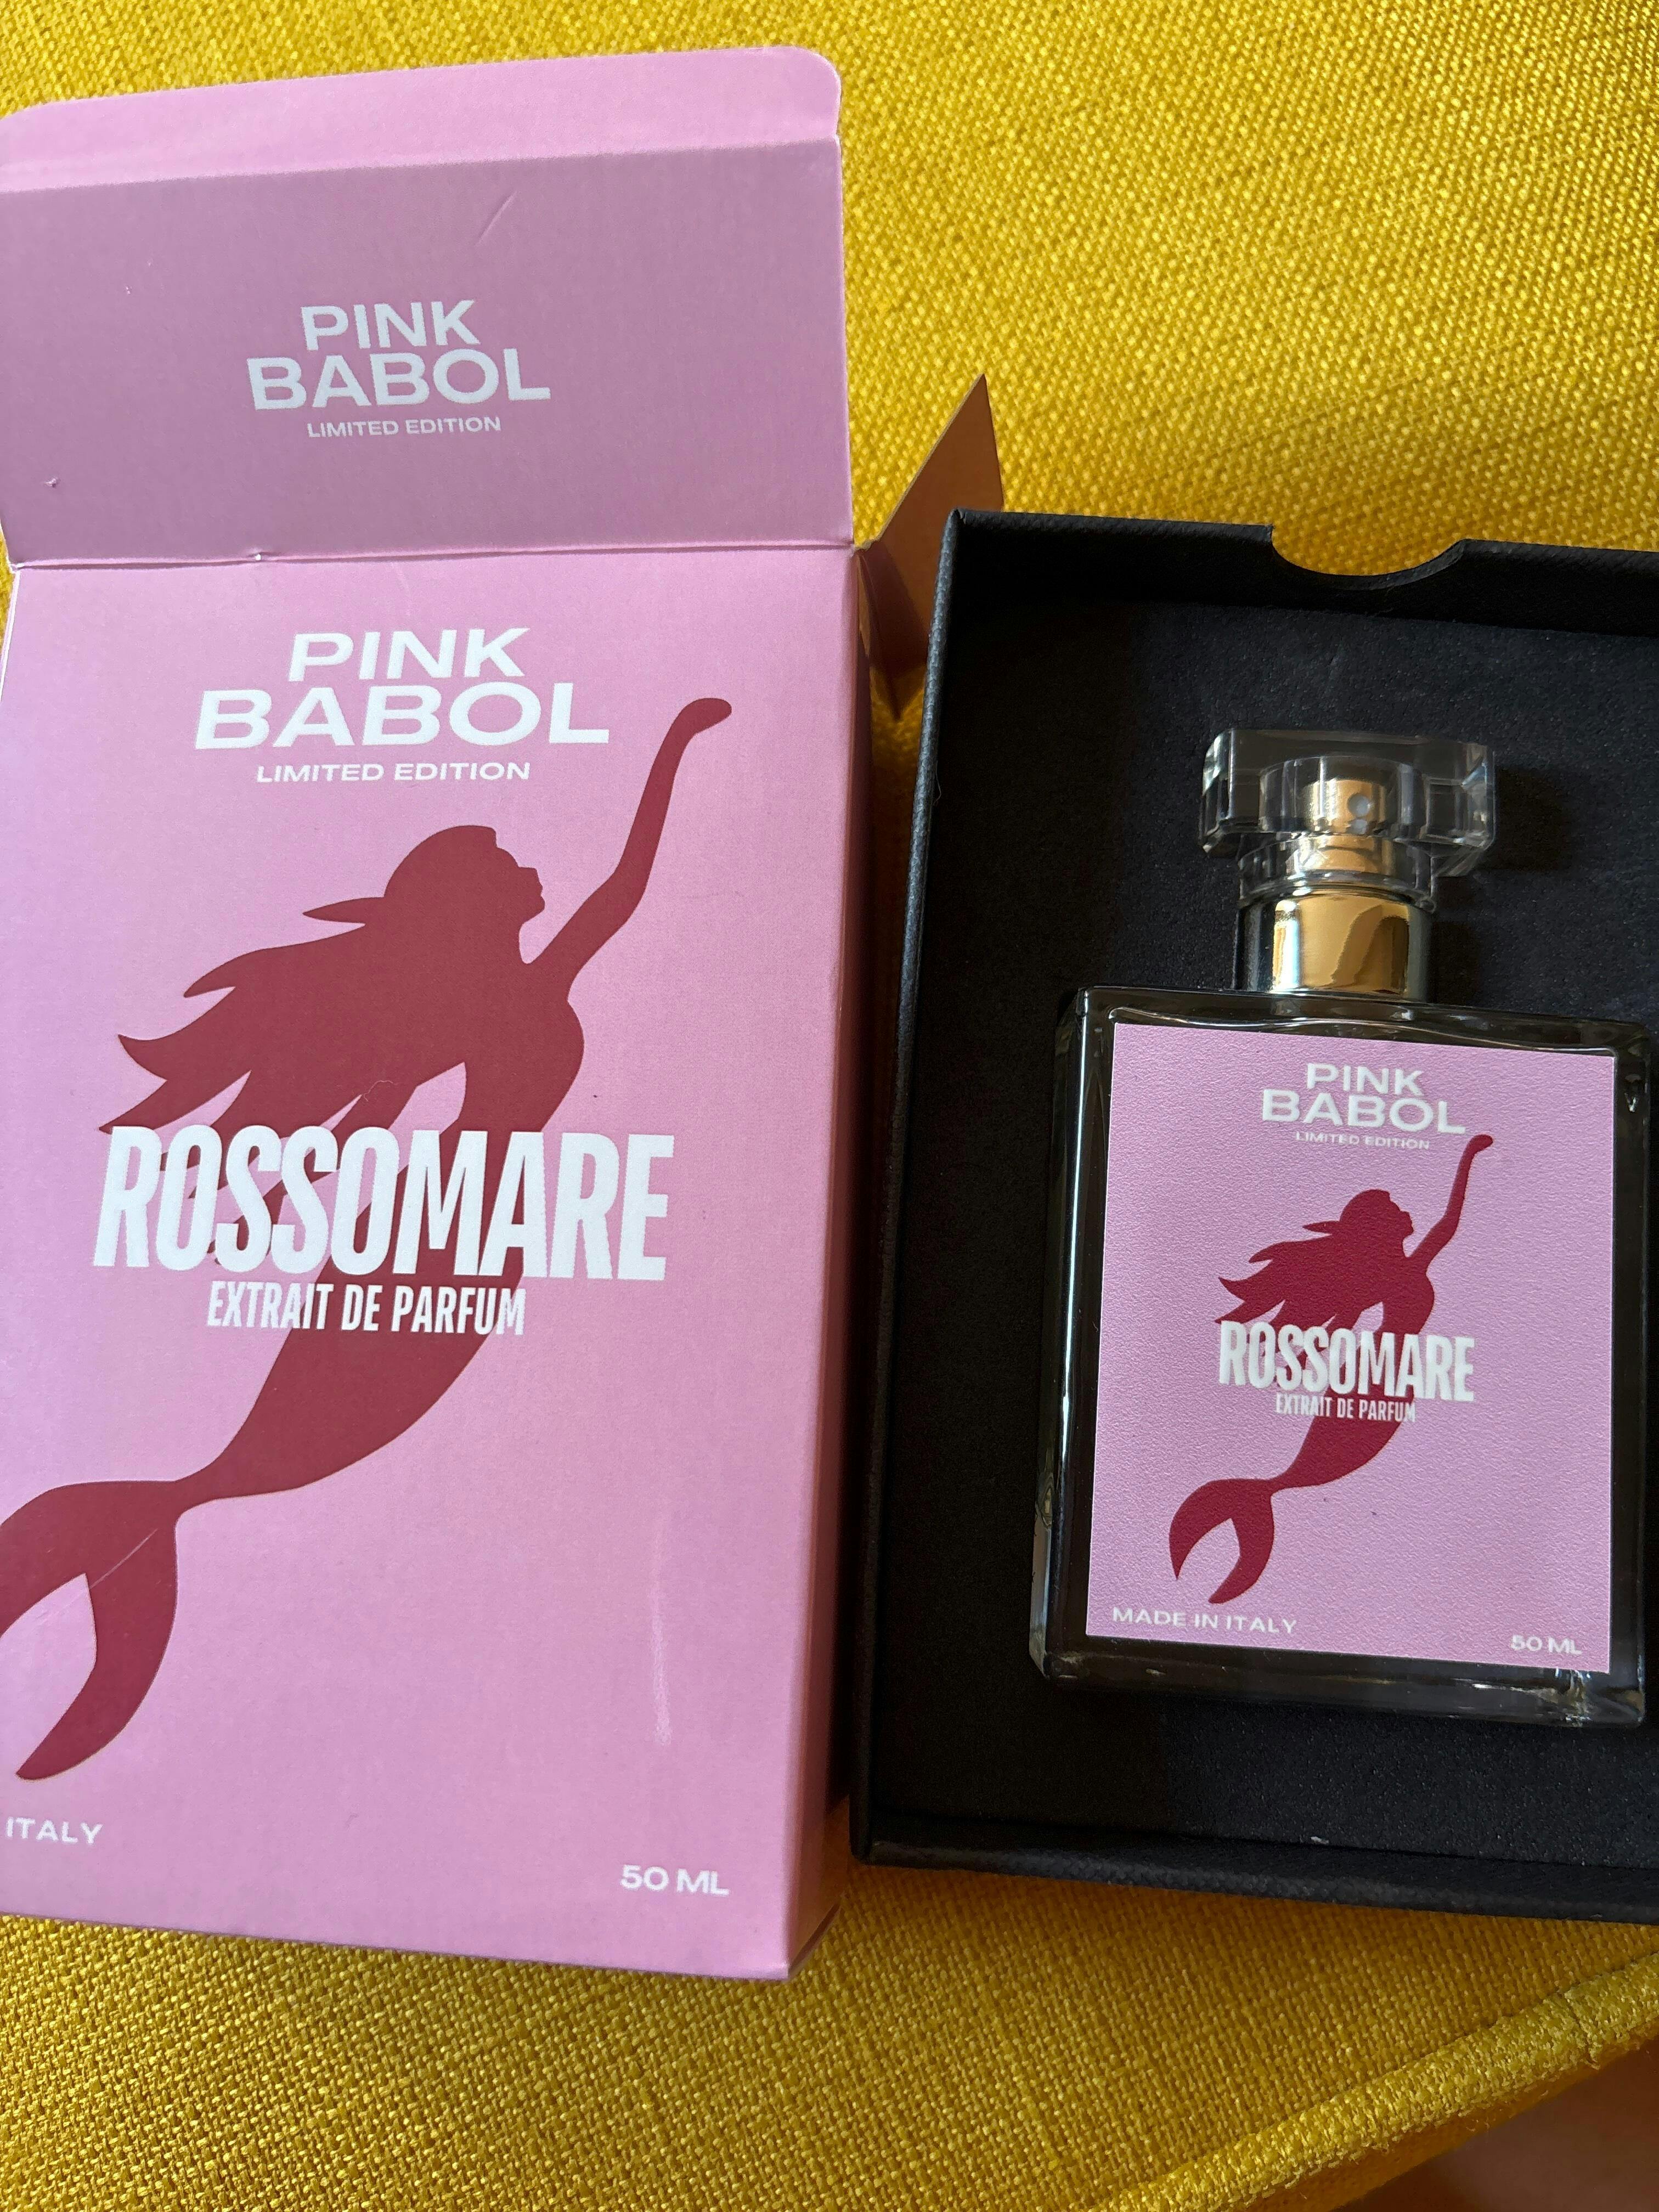 PINK
BABOL
LIMITED EDITION
PINK
BABOL
LIMITED EDITION
ROSSOMARE
EXTRAIT DE PARFUM
ITALY
50 ML
PINK
BABOL
LIMITED EDITION
ROSSOMARE
EXTRAIT DE PARFUM
MADE IN ITALY
50 ML